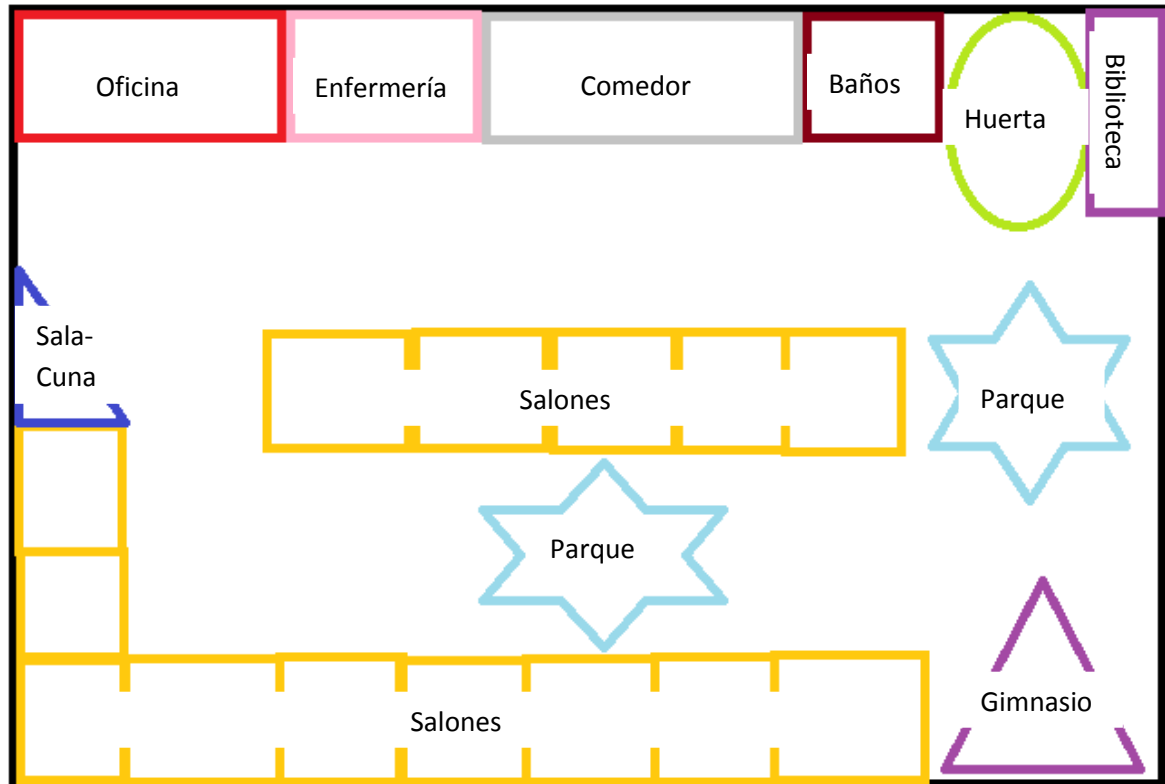 Oficina
Enfermería
Comedor
Baños
Huerta
Biblioteca
Sala-
Cuna
Salones
Parque
Parque
Gimnasio
Salones